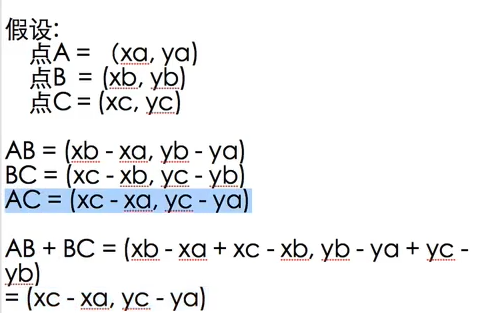 假设:
点A = （xa, ya)
点B = (xb, yb)
点C = (xc, yc)
AB = (xb - xa, yb - ya)
BC = (xc - xb, yc - yb)
AC = (xc - xa, yc - ya)
AB + BC = (xb - xa + xc - xb, yb - ya + yc -
yb)
= (xc - xa, yc - ya)